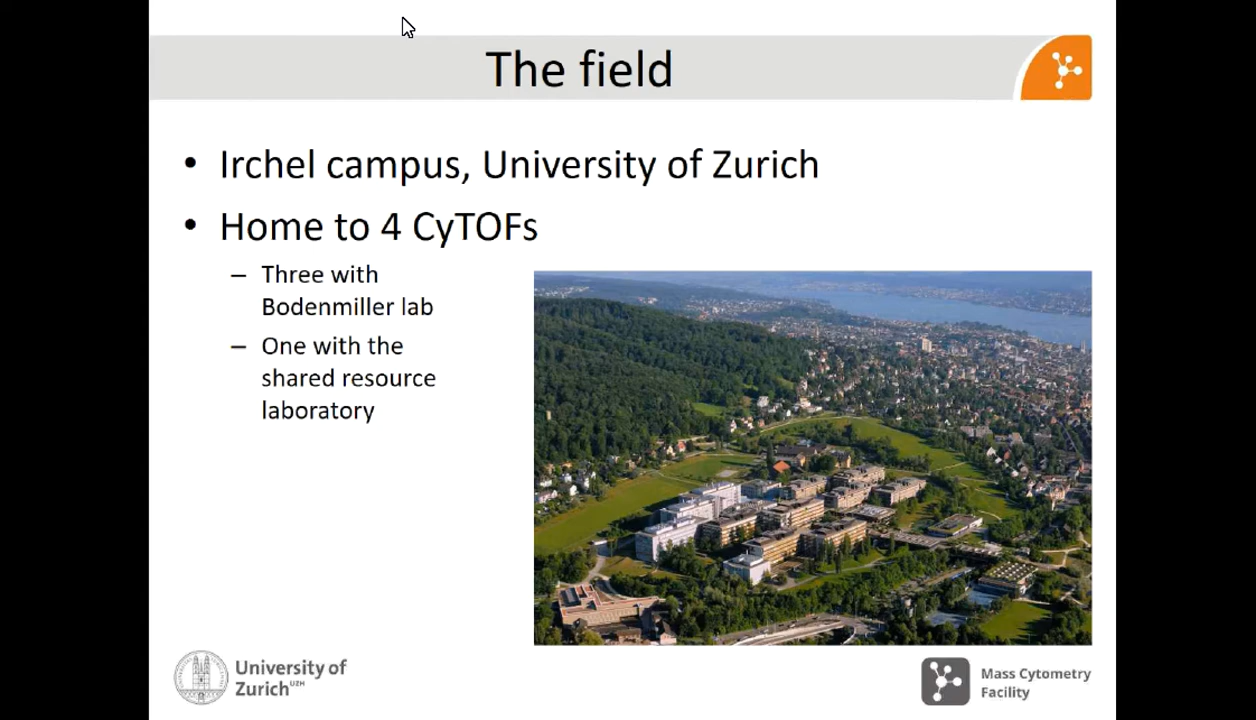 The field
• Irchel campus, University of Zurich
• Home to 4 CyTOFs
– Three with
Bodenmiller lab
– One with the
shared resource
laboratory
University of
Zurich UZH
Mass Cytometry
Facility